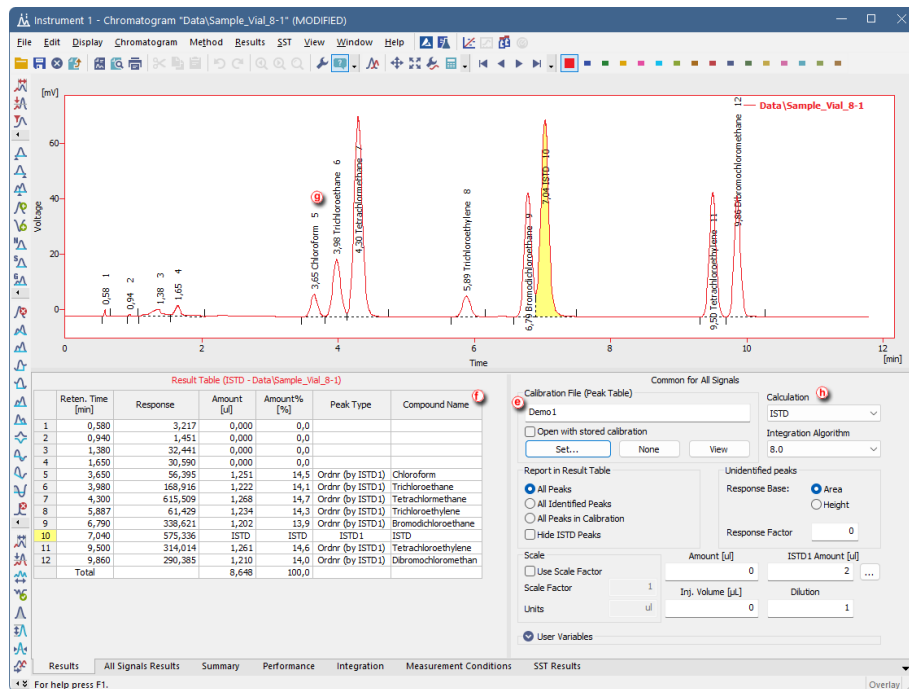 Instrument 1 - Chromatogram "Data\Sample_Vial_8-1" (MODIFIED)
File Edit Display Chromatogram Method Results SST View Window Help
[mV]
Data\Sample_Vial_8-1
60
40
20
0
Voltage
0,58 1
0,94 2
1,38 3
1,65 4
3,65 Chloroform 5
g
3,98 Trichloroethane 6
4,30 Tetrachlormethane 7
5,89 Trichloroethylene 8
6,79 Bromodichloroethane 9
7,04 ISTD 10
9,50 Tetrachloroethylene 11
9,86 Dibromochloromethane 12
0 2 4 6 8 10 12
Time
[min]
Result Table (ISTD - Data\Sample_Vial_8-1)
f
Reten. Time [min] Response Amount [ul] Amount% [%] Peak Type Compound Name
1 0,580 3,217 0,000 0,0
2 0,940 1,451 0,000 0,0
3 1,380 32,441 0,000 0,0
4 1,650 30,590 0,000 0,0
5 3,650 56,395 1,251 14,5 Ordnr (by ISTD1) Chloroform
6 3,980 168,916 1,222 14,1 Ordnr (by ISTD1) Trichloroethane
7 4,300 615,509 1,268 14,7 Ordnr (by ISTD1) Tetrachlormethane
8 5,887 61,429 1,234 14,3 Ordnr (by ISTD1) Trichloroethylene
9 6,790 338,621 1,202 13,9 Ordnr (by ISTD1) Bromodichloroethane
10 7,040 575,336 ISTD ISTD ISTD1 ISTD
11 9,500 314,014 1,261 14,6 Ordnr (by ISTD1) Tetrachloroethylene
12 9,860 290,385 1,210 14,0 Ordnr (by ISTD1) Dibromochloromethan
Total 8,648 100,0
Common for All Signals
Calibration File (Peak Table)
e
Demo1
Open with stored calibration
Set... None View
Calculation h
ISTD
Integration Algorithm
8.0
Report in Result Table
All Peaks
All Identified Peaks
All Peaks in Calibration
Hide ISTD Peaks
Unidentified peaks
Response Base: Area
Height
Response Factor 0
Scale
Use Scale Factor
Scale Factor 1
Units ul
Amount [ul] ISTD1 Amount [ul]
0 2 ...
Inj. Volume [µL] Dilution
0 1
User Variables
Results All Signals Results Summary Performance Integration Measurement Conditions SST Results
For help press F1. Overlay